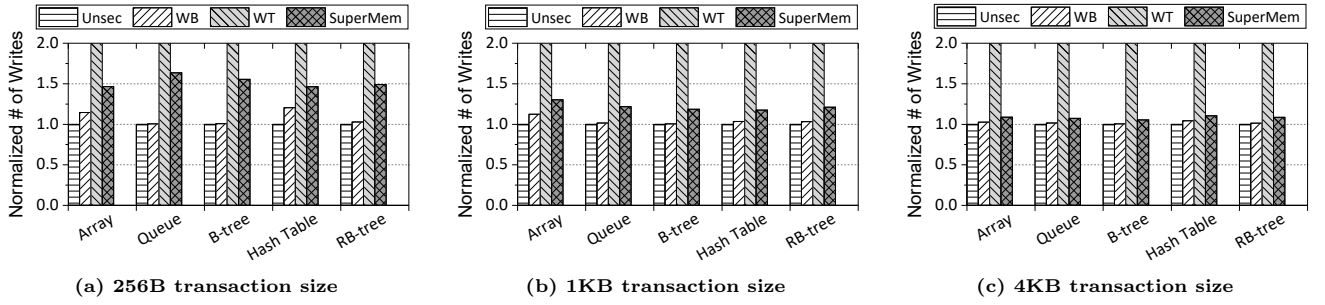 Unsec WB WT SuperMem
Normalized # of Writes
2.0
1.5
1.0
0.5
0.0
Array Queue B-tree Hash Table RB-tree
(a) 256B transaction size
Unsec WB WT SuperMem
Normalized # of Writes
2.0
1.5
1.0
0.5
0.0
Array Queue B-tree Hash Table RB-tree
(b) 1KB transaction size
Unsec WB WT SuperMem
Normalized # of Writes
2.0
1.5
1.0
0.5
0.0
Array Queue B-tree Hash Table RB-tree
(c) 4KB transaction size